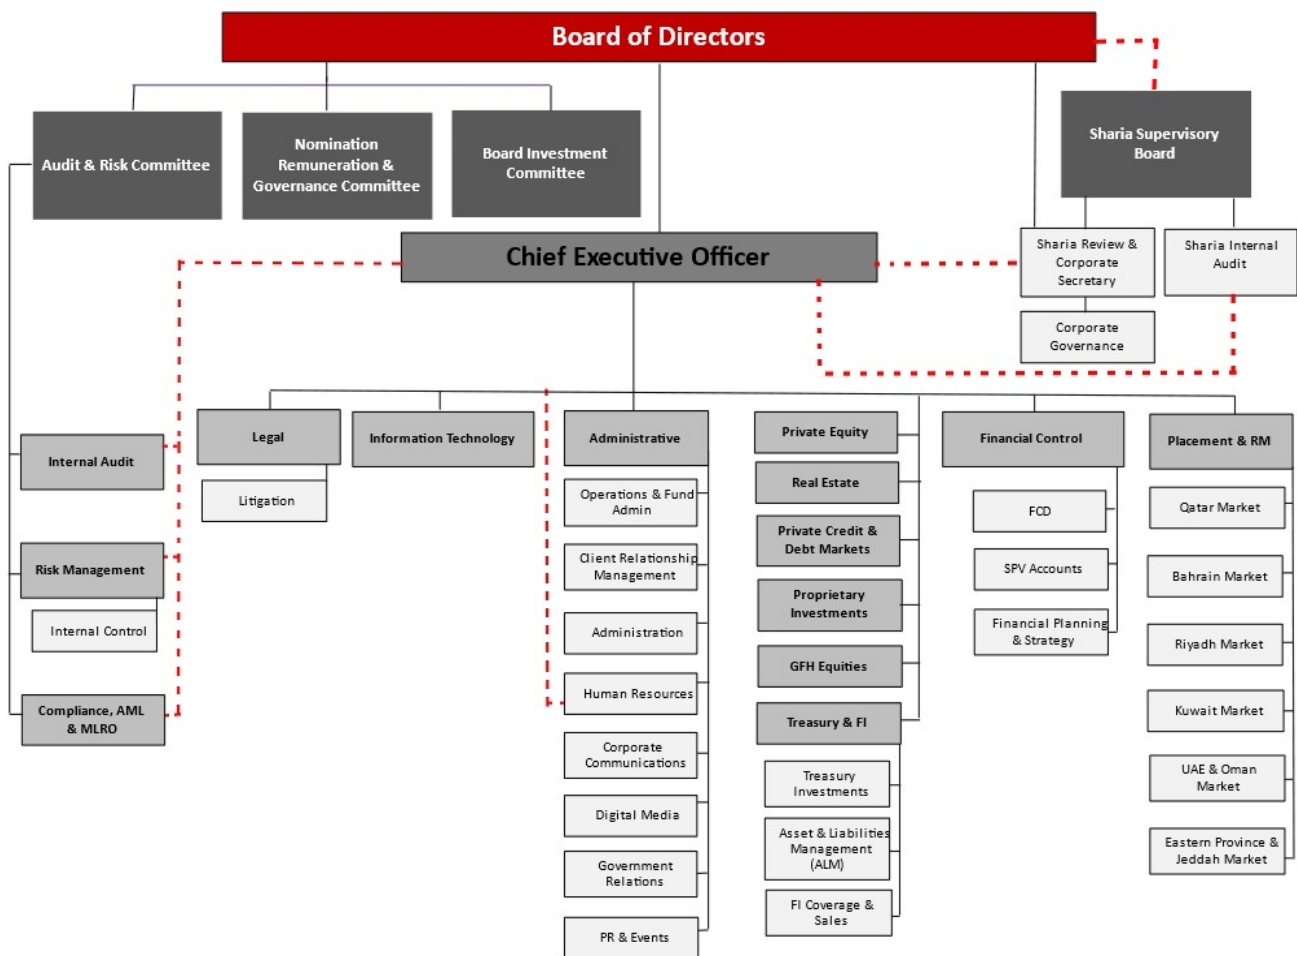 Board of Directors
Audit & Risk Committee
Nomination
Remuneration &
Governance Committee
Board Investment
Committee
Sharia Supervisory
Board
Chief Executive Officer
Sharia Review &
Corporate
Secretary
Sharia Internal
Audit
Corporate
Governance
Internal Audit
Risk Management
Internal Control
Compliance, AML
& MLRO
Legal
Litigation
Information Technology
Administrative
Operations & Fund
Admin
Client Relationship
Management
Administration
Human Resources
Corporate
Communications
Digital Media
Government
Relations
PR & Events
Private Equity
Real Estate
Private Credit &
Debt Markets
Proprietary
Investments
GFH Equities
Treasury & FI
Treasury
Investments
Asset & Liabilities
Management
(ALM)
FI Coverage &
Sales
Financial Control
FCD
SPV Accounts
Financial Planning
& Strategy
Placement & RM
Qatar Market
Bahrain Market
Riyadh Market
Kuwait Market
UAE & Oman
Market
Eastern Province &
Jeddah Market